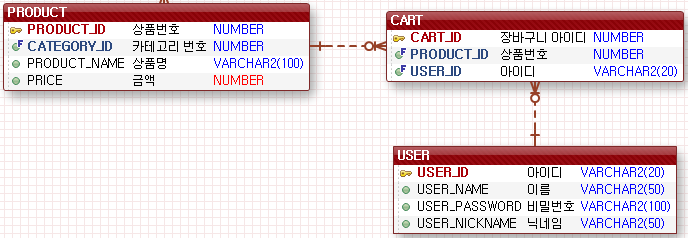 PRODUCT
PRODUCT_ID 상품번호 NUMBER
CATEGORY_ID 카테고리 번호 NUMBER
PRODUCT_NAME 상품명 VARCHAR2(100)
PRICE 금액 NUMBER
CART
CART_ID 장바구니 아이디 NUMBER
PRODUCT_ID 상품번호 NUMBER
USER_ID 아이디 VARCHAR2(20)
USER
USER_ID 아이디 VARCHAR2(20)
USER_NAME 이름 VARCHAR2(50)
USER_PASSWORD 비밀번호 VARCHAR2(100)
USER_NICKNAME 닉네임 VARCHAR2(50)